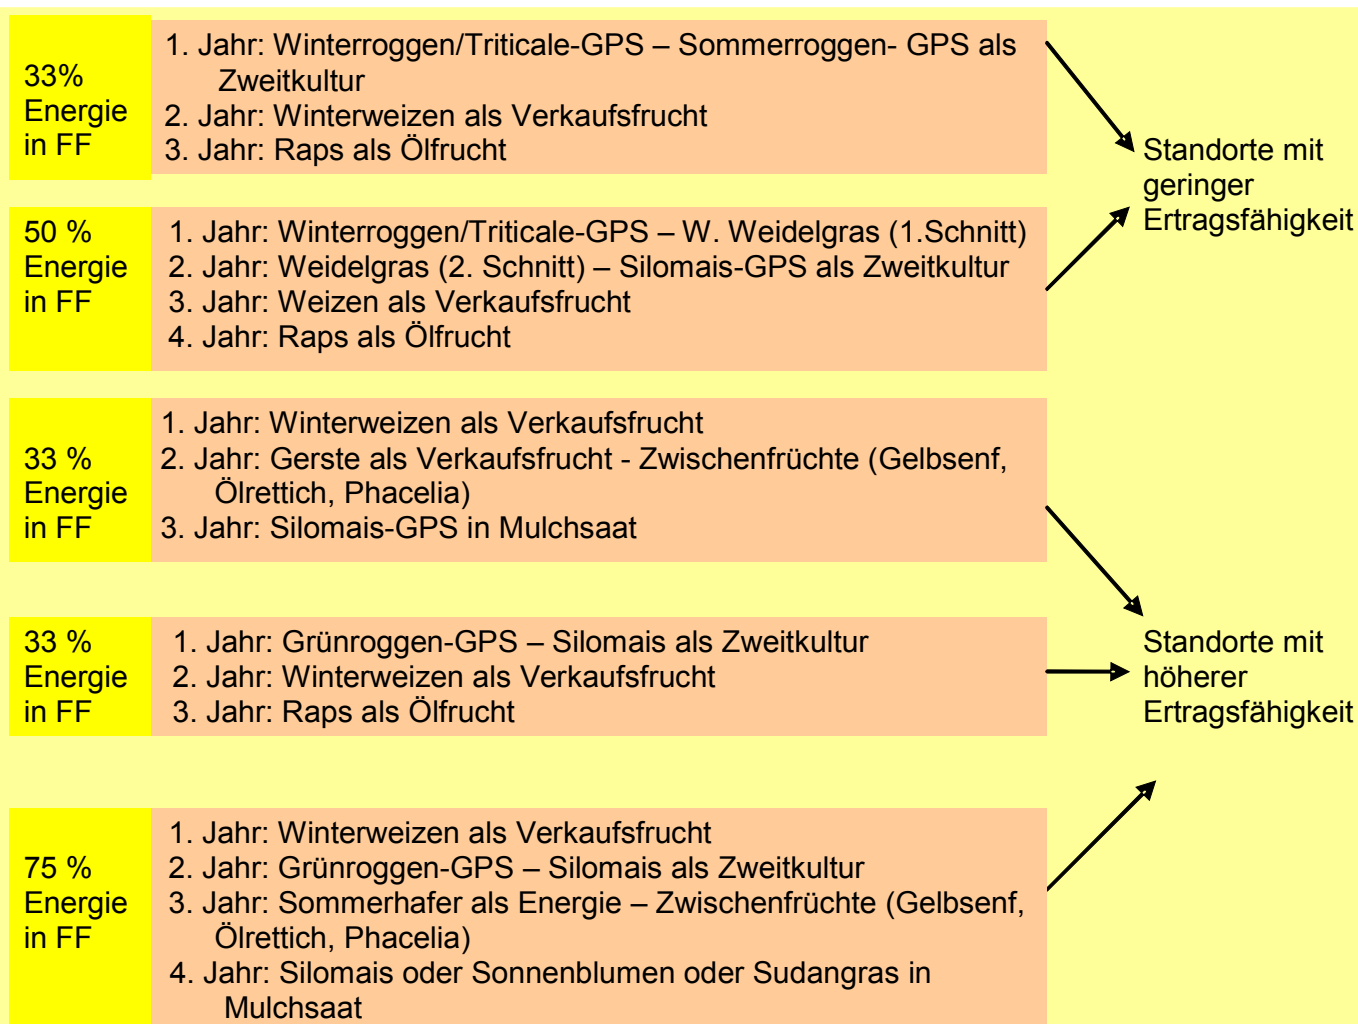 33%
Energie
in FF
1. Jahr: Winterroggen/Triticale-GPS – Sommerroggen- GPS als
Zweitkultur
2. Jahr: Winterweizen als Verkaufsfrucht
3. Jahr: Raps als Ölfrucht
50 %
Energie
in FF
1. Jahr: Winterroggen/Triticale-GPS – W. Weidelgras (1.Schnitt)
2. Jahr: Weidelgras (2. Schnitt) – Silomais-GPS als Zweitkultur
3. Jahr: Weizen als Verkaufsfrucht
4. Jahr: Raps als Ölfrucht
Standorte mit
geringer
Ertragsfähigkeit
33 %
Energie
in FF
1. Jahr: Winterweizen als Verkaufsfrucht
2. Jahr: Gerste als Verkaufsfrucht - Zwischenfrüchte (Gelbsenf,
Ölrettich, Phacelia)
3. Jahr: Silomais-GPS in Mulchsaat
33 %
Energie
in FF
1. Jahr: Grünroggen-GPS – Silomais als Zweitkultur
2. Jahr: Winterweizen als Verkaufsfrucht
3. Jahr: Raps als Ölfrucht
Standorte mit
höherer
Ertragsfähigkeit
75 %
Energie
in FF
1. Jahr: Winterweizen als Verkaufsfrucht
2. Jahr: Grünroggen-GPS – Silomais als Zweitkultur
3. Jahr: Sommerhafer als Energie – Zwischenfrüchte (Gelbsenf,
Ölrettich, Phacelia)
4. Jahr: Silomais oder Sonnenblumen oder Sudangras in
Mulchsaat